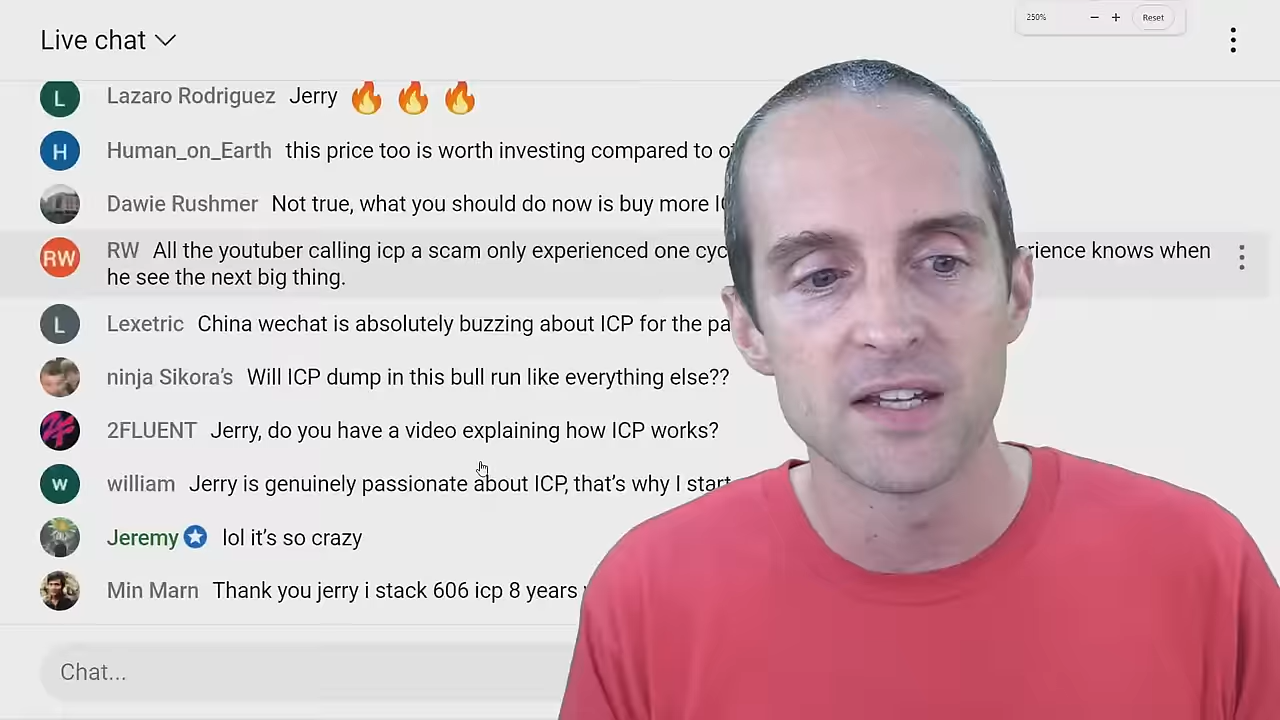 250%
Reset
Live chat
L Lazaro Rodriguez Jerry 🔥 🔥 🔥
H Human_on_Earth this price too is worth investing compared to
Dawie Rushmer Not true, what you should do now is buy more
RW RW All the youtuber calling icp a scam only experienced one knows when
he see the next big thing.
L Lexetric China wechat is absolutely buzzing about ICP for the
ninja Sikora's Will ICP dump in this bull run like everything else??
2F 2FLUENT Jerry, do you have a video explaining how ICP works?
w william Jerry is genuinely passionate about ICP, that's why I
Jeremy lol it's so crazy
Min Marn Thank you jerry i stack 606 icp 8 years
Chat...